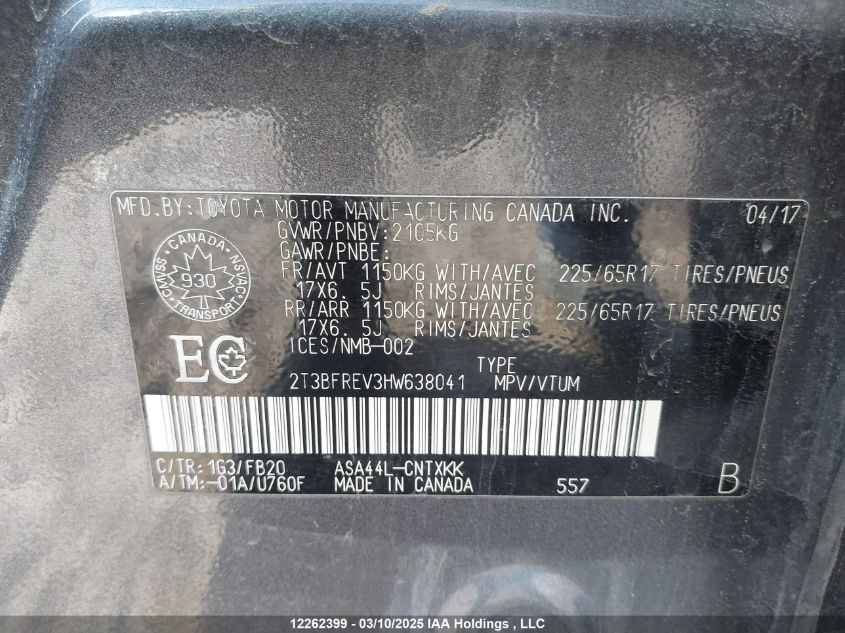 MFD.BY:TOYOTA MOTOR MANUFACTURING CANADA INC. 04/17
GVWR/PNBV:2105KG
GAWR/PNBE:
FR/AVT 1150KG WITH/AVEC 225/65R17 TIRES/PNEUS
17X6.5J RIMS/JANTES
RR/ARR 1150KG WITH/AVEC 225/65R17 TIRES/PNEUS
17X6.5J RIMS/JANTES
ICES/NMB-002
CANADA
CMVSS 930 NSVAC
TRANSPORT
EC
TYPE
2T3BFREV3HW638041 MPV/VTUM
C/TR: 1G3/FB20 ASA44L-CNTXKK
A/TM:-01A/U760F MADE IN CANADA 557 B
12262399 - 03/10/2025 IAA Holdings , LLC